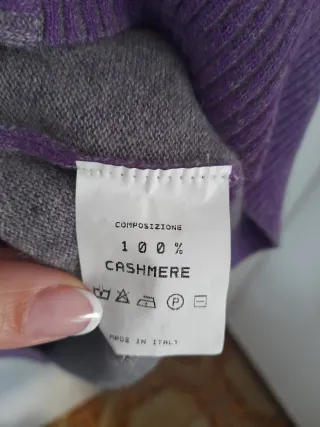 COMPOSIZIONE
100%
CASHMERE
P
MADE IN ITALY